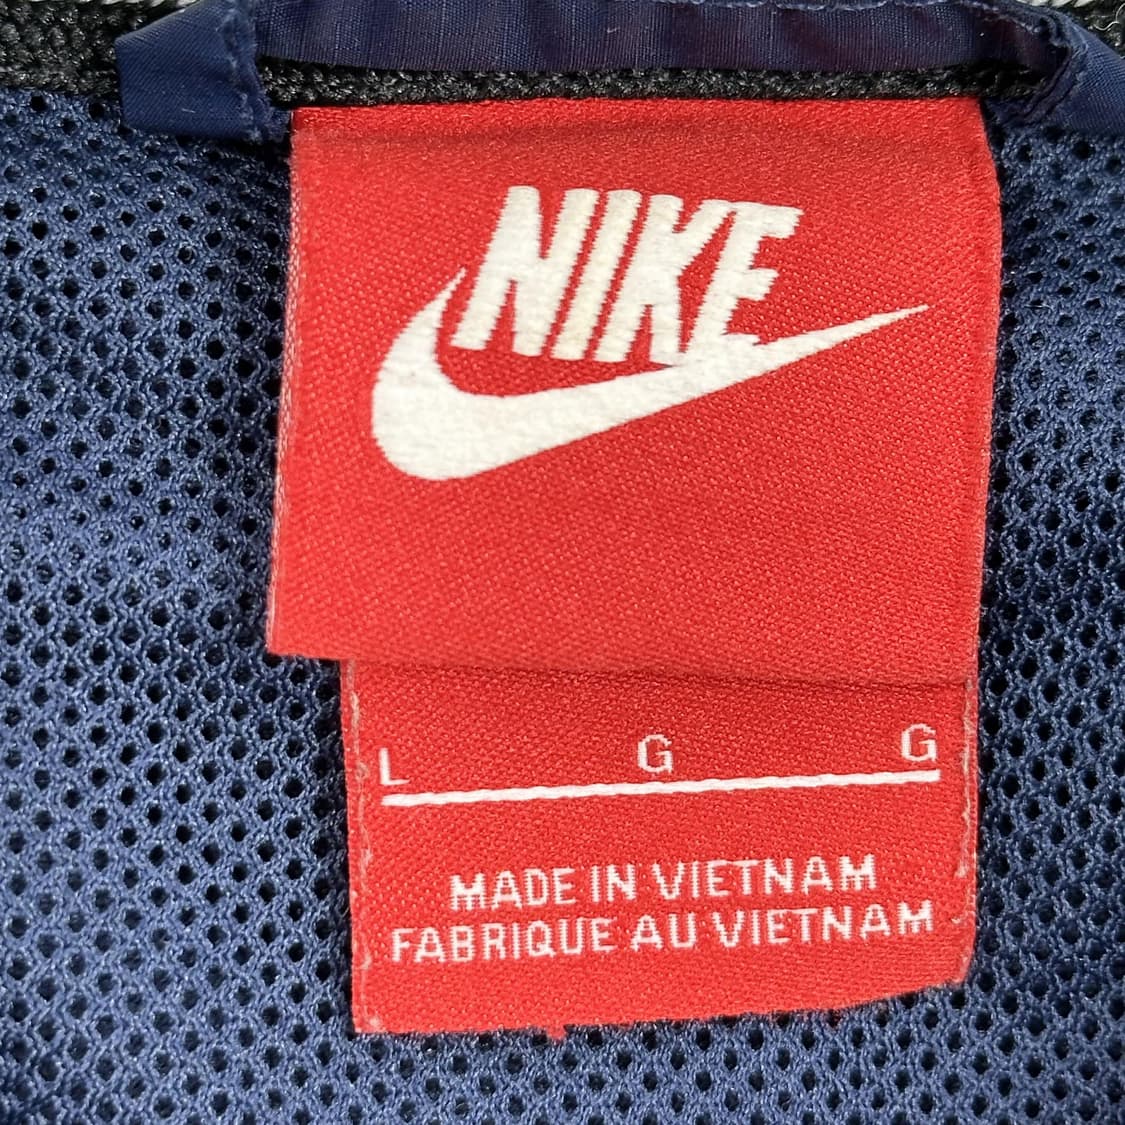 NIKE
L G G
MADE IN VIETNAM
FABRIQUE AU VIETNAM